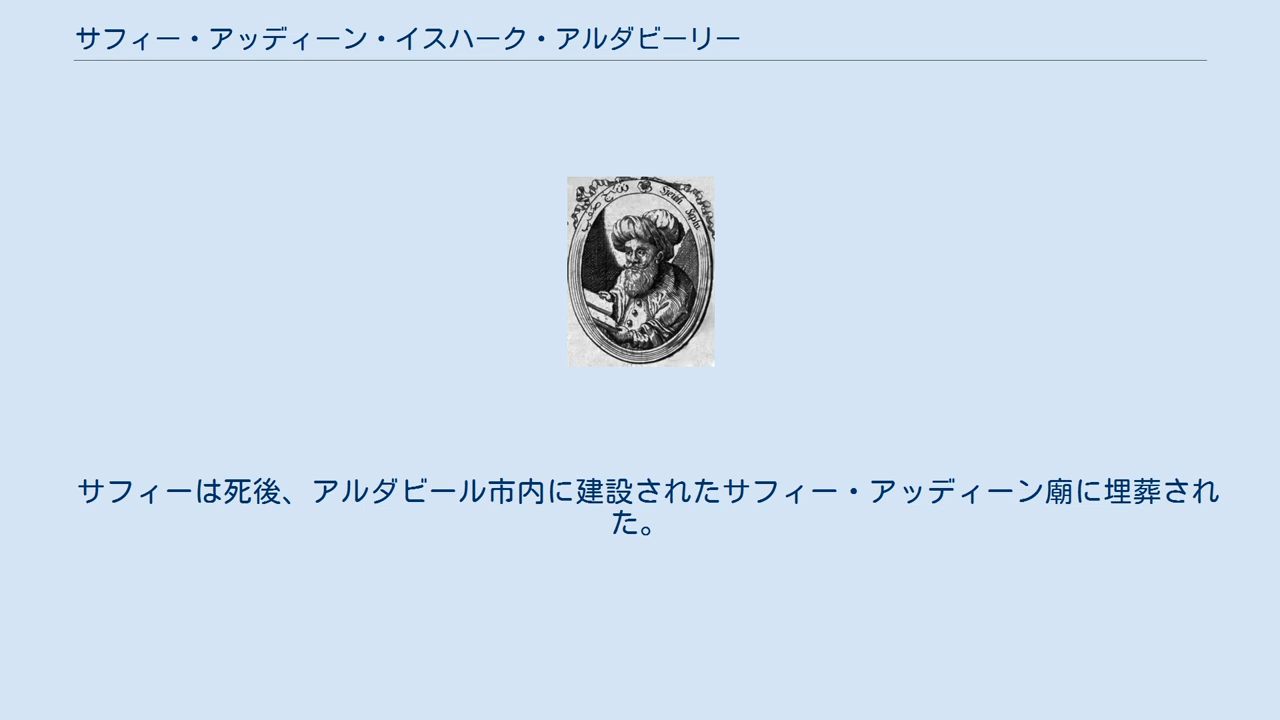 サフィー・アッディーン・イスハーク・アルダビーリー
サフィーは死後、アルダビール市内に建設されたサフィー・アッディーン廟に埋葬され
た。